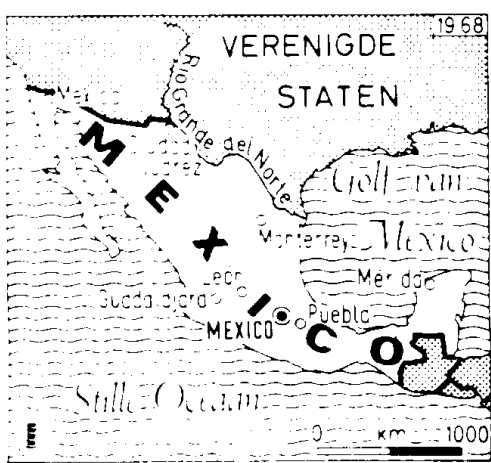 1968
VERENIGDE
STATEN
Rio Grande del Norte
MEXICO
Golf van
Mexico
Monterrey
Mérida
León
Guadalajara
Puebla
MEXICO
Stille Oceaan
0 km 1000